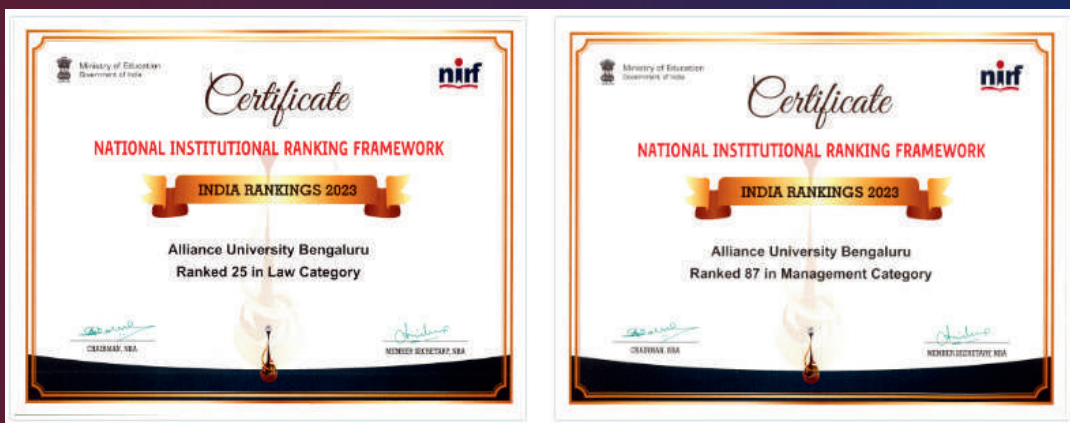 Ministry of Education
Government of India
nirf
Certificate
NATIONAL INSTITUTIONAL RANKING FRAMEWORK
INDIA RANKINGS 2023
Alliance University Bengaluru
Ranked 25 in Law Category
CHAIRMAN, NBA
MEMBER SECRETARY, NBA
Ministry of Education
Government of India
nirf
Certificate
NATIONAL INSTITUTIONAL RANKING FRAMEWORK
INDIA RANKINGS 2023
Alliance University Bengaluru
Ranked 87 in Management Category
CHAIRMAN, NBA
MEMBER SECRETARY, NBA